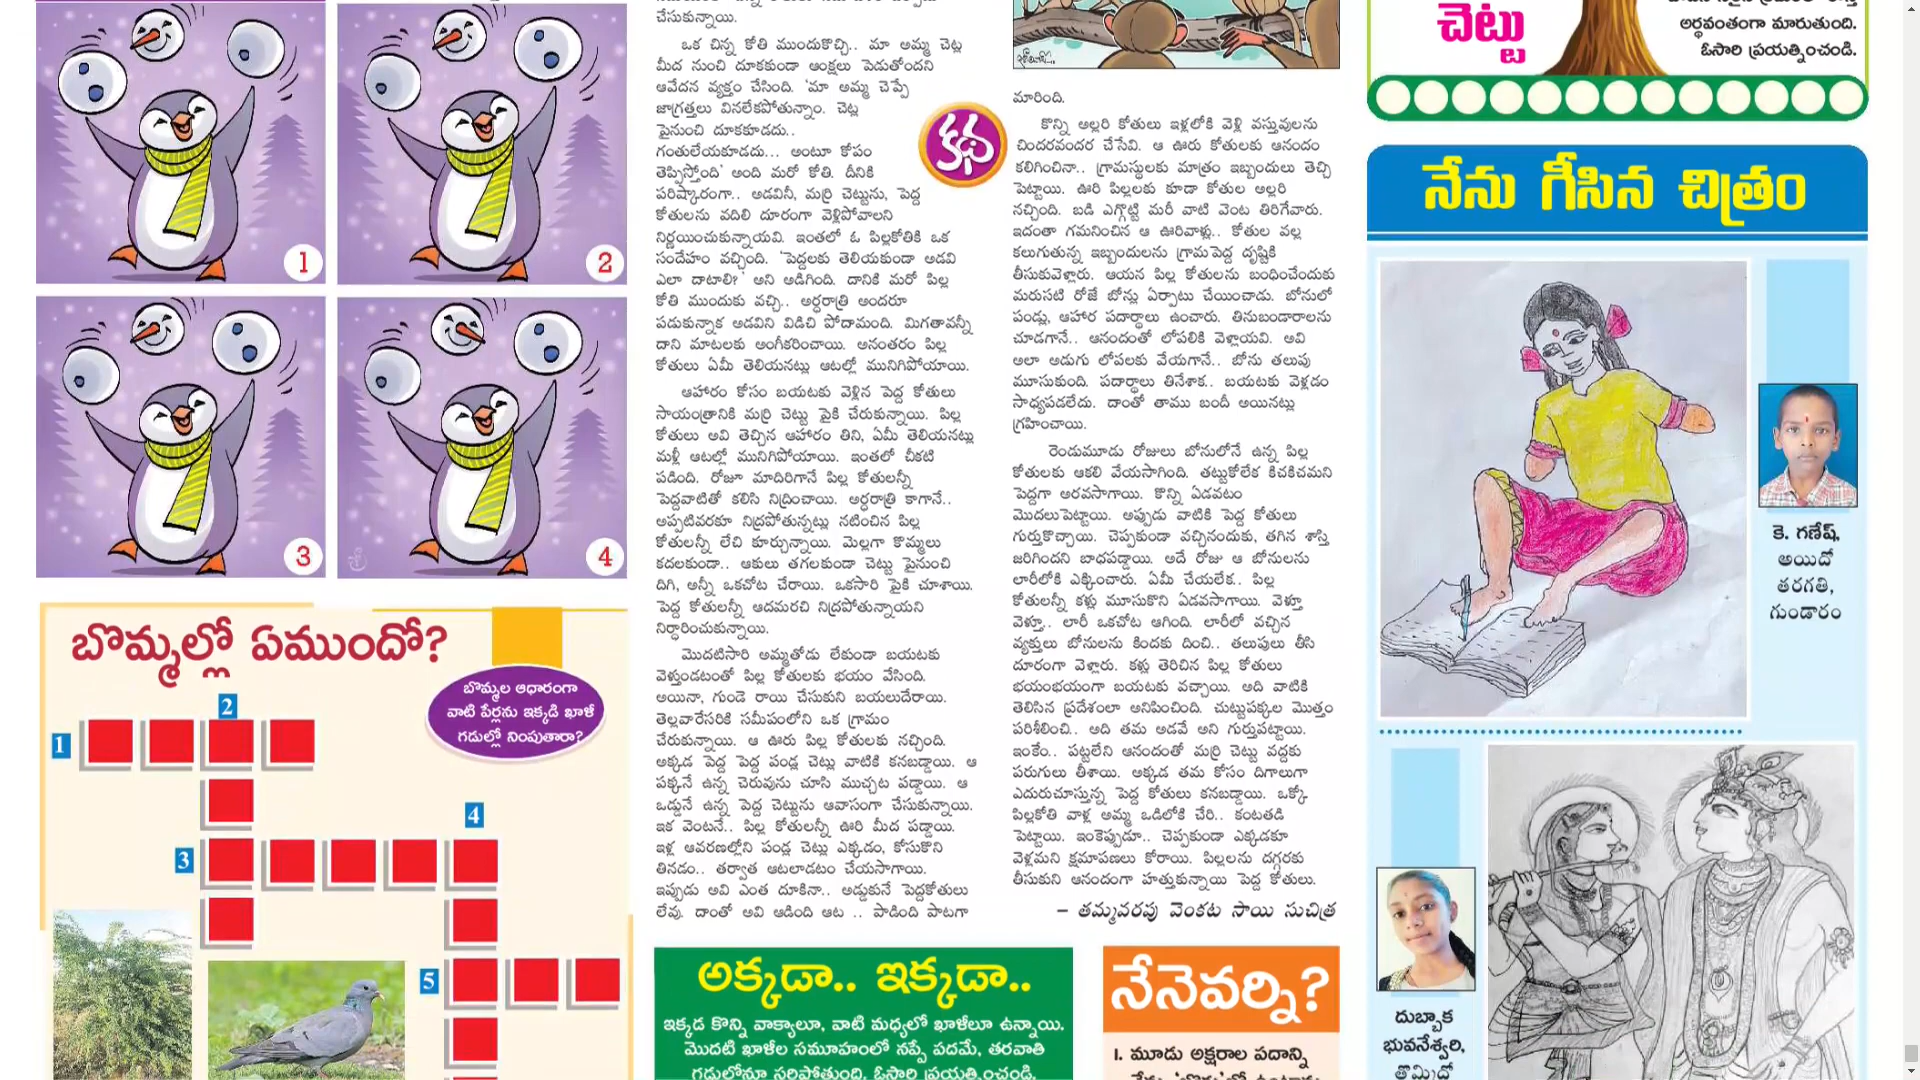 1
2
3
4
బొమ్మల్లో ఏముందో?
బొమ్మల ఆధారంగా
వాటి పేర్లను ఇక్కడి ఖాళీ
గడుల్లో నింపుతారా?
1
2
3
4
5
చేసుకున్నాయి.
ఒక చిన్న కోతి ముందుకొచ్చి.. మా అమ్మ చెట్ల
మీద నుంచి దూకకుండా ఆంక్షలు పెడుతోందని
ఆవేదన వ్యక్తం చేసింది. 'మా అమ్మ చెప్పే
జాగ్రత్తలు వినలేకపోతున్నాం. చెట్ల
పైనుంచి దూకకూడదు..
గంతులేయకూడదు... అంటూ కోపం
తెప్పిస్తోంది' అంది మరో కోతి. దీనికి
పరిష్కారంగా.. అడవినీ, మర్రి చెట్టును, పెద్ద
కోతులను వదిలి దూరంగా వెళ్లిపోవాలని
నిర్ణయించుకున్నాయవి. ఇంతలో ఓ పిల్లకోతికి ఒక
సందేహం వచ్చింది. 'పెద్దలకు తెలియకుండా అడవి
ఎలా దాటాలి?' అని అడిగింది. దానికి మరో పిల్ల
కోతి ముందుకు వచ్చి.. అర్ధరాత్రి అందరూ
పడుకున్నాక అడవిని విడిచి పోదామంది. మిగతావన్నీ
దాని మాటలకు అంగీకరించాయి. అనంతరం పిల్ల
కోతులు ఏమీ తెలియనట్లు ఆటల్లో మునిగిపోయాయి.
ఆహారం కోసం బయటకు వెళ్లిన పెద్ద కోతులు
సాయంత్రానికి మర్రి చెట్టు పైకి చేరుకున్నాయి. పిల్ల
కోతులు అవి తెచ్చిన ఆహారం తిని, ఏమీ తెలియనట్లు
మళ్లీ ఆటల్లో మునిగిపోయాయి. ఇంతలో చీకటి
పడింది. రోజూ మాదిరిగానే పిల్ల కోతులన్నీ
పెద్దవాటితో కలిసి నిద్రించాయి. అర్ధరాత్రి కాగానే..
అప్పటివరకూ నిద్రపోతున్నట్లు నటించిన పిల్ల
కోతులన్నీ లేచి కూర్చున్నాయి. మెల్లగా కొమ్మలు
కదలకుండా.. ఆకులు తగలకుండా చెట్టు పైనుంచి
దిగి, అన్నీ ఒకచోట చేరాయి. ఒకసారి పైకి చూశాయి.
పెద్ద కోతులన్నీ ఆదమరచి నిద్రపోతున్నాయని
నిర్ధారించుకున్నాయి.
మొదటిసారి అమ్మతోడు లేకుండా బయటకు
వెళ్తుండటంతో పిల్ల కోతులకు భయం వేసింది.
అయినా, గుండె రాయి చేసుకుని బయలుదేరాయి.
తెల్లవారేసరికి సమీపంలోని ఒక గ్రామం
చేరుకున్నాయి. ఆ ఊరు పిల్ల కోతులకు నచ్చింది.
అక్కడ పెద్ద పెద్ద పండ్ల చెట్లు వాటికి కనబడ్డాయి. ఆ
పక్కనే ఉన్న చెరువును చూసి ముచ్చట పడ్డాయి. ఆ
ఒడ్డునే ఉన్న పెద్ద చెట్టును ఆవాసంగా చేసుకున్నాయి.
ఇక వెంటనే.. పిల్ల కోతులన్నీ ఊరి మీద పడ్డాయి.
ఇళ్ల ఆవరణల్లోని పండ్ల చెట్లు ఎక్కడం, కోసుకొని
తినడం.. తర్వాత ఆటలాడటం చేయసాగాయి.
ఇప్పుడు అవి ఎంత దూకినా.. అడ్డుకునే పెద్దకోతులు
లేవు. దాంతో అవి ఆడింది ఆట .. పాడింది పాటగా
కథ
మారింది.
కొన్ని అల్లరి కోతులు ఇళ్లలోకి వెళ్లి వస్తువులను
చిందరవందర చేసేవి. ఆ ఊరు కోతులకు ఆనందం
కలిగించినా.. గ్రామస్థులకు మాత్రం ఇబ్బందులు తెచ్చి
పెట్టాయి. ఊరి పిల్లలకు కూడా కోతుల అల్లరి
నచ్చింది. బడి ఎగ్గొట్టి మరీ వాటి వెంట తిరిగేవారు.
ఇదంతా గమనించిన ఆ ఊరివాళ్లు.. కోతుల వల్ల
కలుగుతున్న ఇబ్బందులను గ్రామపెద్ద దృష్టికి
తీసుకువెళ్లారు. ఆయన పిల్ల కోతులను బంధించేందుకు
మరుసటి రోజే బోన్లు ఏర్పాటు చేయించాడు. బోనులో
పండ్లు, ఆహార పదార్థాలు ఉంచారు. తినుబండారాలను
చూడగానే.. ఆనందంతో లోపలికి వెళ్లాయవి. అవి
అలా అడుగు లోపలకు వేయగానే.. బోను తలుపు
మూసుకుంది. పదార్థాలు తినేశాక.. బయటకు వెళ్లడం
సాధ్యపడలేదు. దాంతో తాము బందీ అయినట్లు
గ్రహించాయి.
రెండుమూడు రోజులు బోనులోనే ఉన్న పిల్ల
కోతులకు ఆకలి వేయసాగింది. తట్టుకోలేక కిచకిచమని
పెద్దగా అరవసాగాయి. కొన్ని ఏడవటం
మొదలుపెట్టాయి. అప్పుడు వాటికి పెద్ద కోతులు
గుర్తుకొచ్చాయి. చెప్పకుండా వచ్చినందుకు, తగిన శాస్తి
జరిగిందని బాధపడ్డాయి. అదే రోజు ఆ బోనులను
లారీలోకి ఎక్కించారు. ఏమీ చేయలేక.. పిల్ల
కోతులన్నీ కళ్లు మూసుకొని ఏడవసాగాయి. వెళ్తూ
వెళ్తూ.. లారీ ఒకచోట ఆగింది. లారీలో వచ్చిన
వ్యక్తులు బోనులను కిందకు దించి.. తలుపులు తీసి
దూరంగా వెళ్లారు. కళ్లు తెరిచిన పిల్ల కోతులు
భయంభయంగా బయటకు వచ్చాయి. అది వాటికి
తెలిసిన ప్రదేశంలా అనిపించింది. చుట్టుపక్కల మొత్తం
పరిశీలించి.. అది తమ అడవే అని గుర్తుపట్టాయి.
ఇంకేం.. పట్టలేని ఆనందంతో మర్రి చెట్టు వద్దకు
పరుగులు తీశాయి. అక్కడ తమ కోసం దిగాలుగా
ఎదురుచూస్తున్న పెద్ద కోతులు కనబడ్డాయి. ఒక్కో
పిల్లకోతి వాళ్ల అమ్మ ఒడిలోకి చేరి.. కంటతడి
పెట్టాయి. ఇంకెప్పుడూ.. చెప్పకుండా ఎక్కడకూ
వెళ్లమని క్షమాపణలు కోరాయి. పిల్లలను దగ్గరకు
తీసుకుని ఆనందంగా హత్తుకున్నాయి పెద్ద కోతులు.
– తమ్మవరపు వెంకట సాయి సుచిత్ర
అక్కడా.. ఇక్కడా..
ఇక్కడ కొన్ని వాక్యాలూ, వాటి మధ్యలో ఖాళీలూ ఉన్నాయి.
మొదటి ఖాళీల సమూహంలో నప్పే పదమే, తరవాతి
గడుల్లోనూ సరిపోతుంది. ఓసారి ప్రయత్నించండి.
నేనెవర్ని?
1. మూడు అక్షరాల పదాన్ని
చెట్టు
అర్థవంతంగా మారుతుంది.
ఓసారి ప్రయత్నించండి.
నేను గీసిన చిత్రం
కె. గణేష్,
అయిదో
తరగతి,
గుండారం
దుబ్బాక
భువనేశ్వరి,
తొమ్మిదో